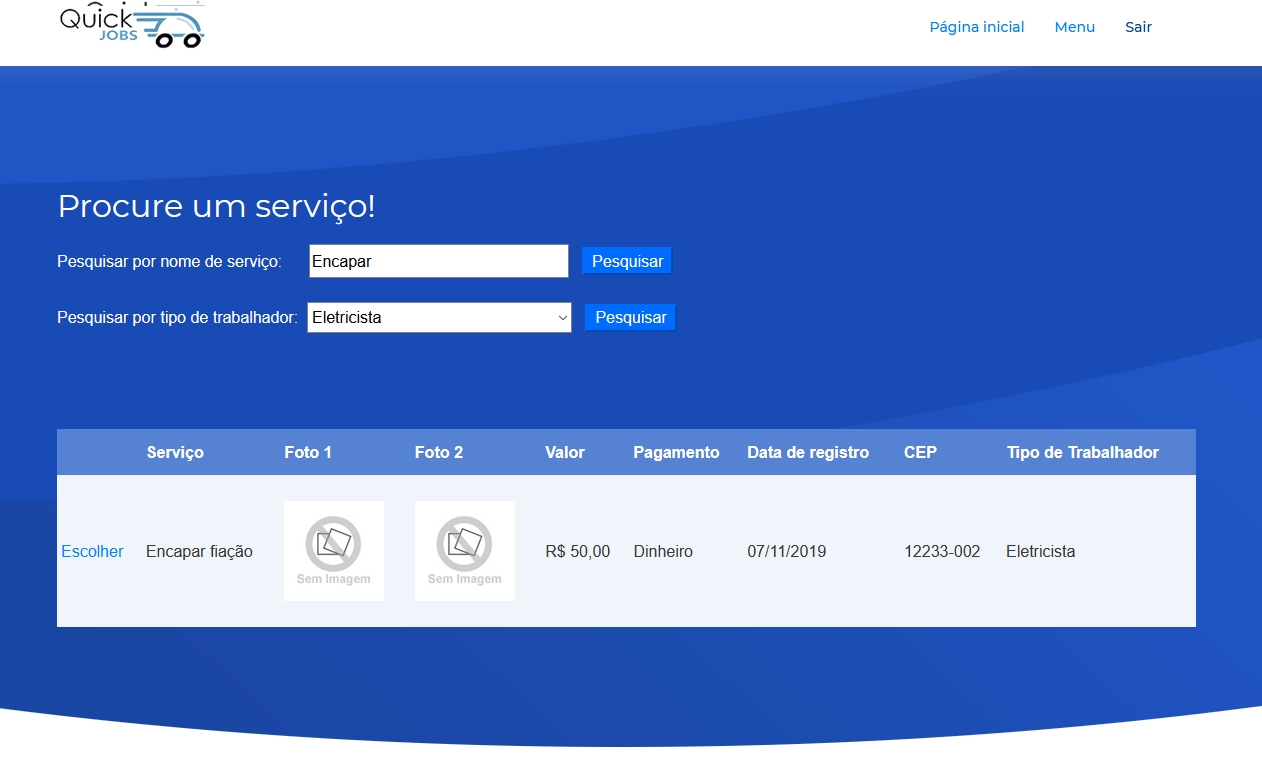 Quick
JOBS
Página inicial Menu Sair
Procure um serviço!
Pesquisar por nome de serviço: Encapar Pesquisar
Pesquisar por tipo de trabalhador: Eletricista Pesquisar
Serviço Foto 1 Foto 2 Valor Pagamento Data de registro CEP Tipo de Trabalhador
Escolher Encapar fiação Sem Imagem Sem Imagem R$ 50,00 Dinheiro 07/11/2019 12233-002 Eletricista